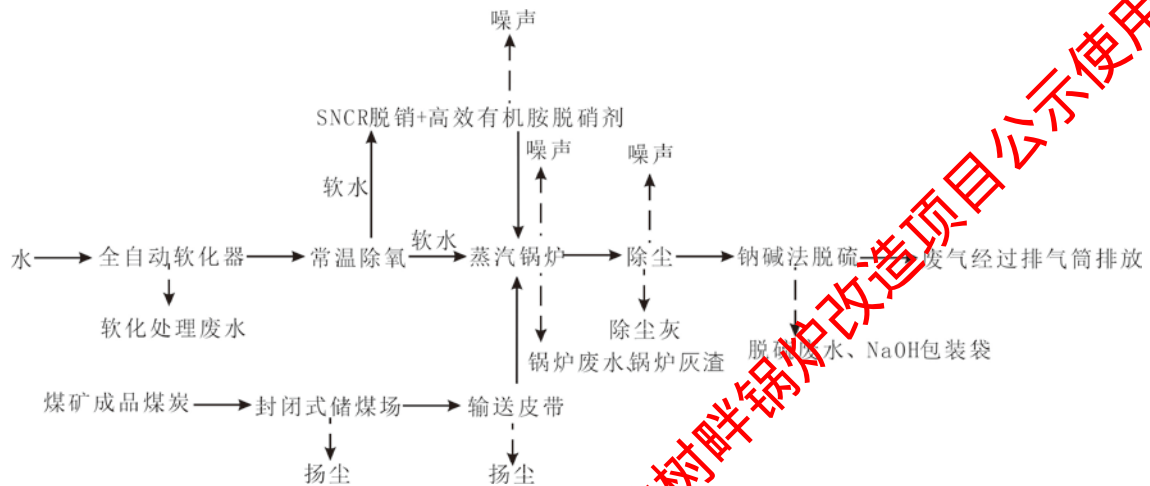 噪声
SNCR脱销+高效有机胺脱硝剂
噪声
噪声
软水
水
全自动软化器
常温除氧
软水
蒸汽锅炉
除尘
钠碱法脱硫
废气经过排气筒排放
软化处理废水
除尘灰
锅炉废水、锅炉灰渣
脱硫废水、NaOH包装袋
煤矿成品煤炭
封闭式储煤场
输送皮带
扬尘
扬尘
树畔锅炉改造项目公示使用